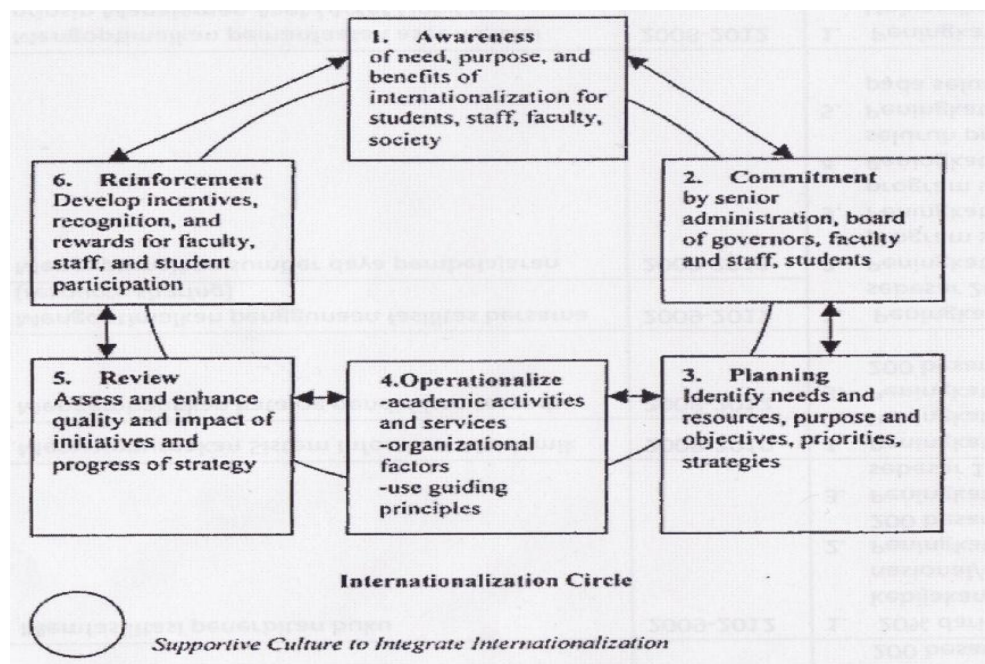 1. Awareness
of need, purpose, and
benefits of
internationalization for
students, staff, faculty,
society
2. Commitment
by senior
administration, board
of governors, faculty
and staff, students
3. Planning
Identify needs and
resources, purpose and
objectives, priorities,
strategies
4.Operationalize
-academic activities
and services
-organizational
factors
-use guiding
principles
5. Review
Assess and enhance
quality and impact of
initiatives and
progress of strategy
6. Reinforcement
Develop incentives,
recognition, and
rewards for faculty,
staff, and student
participation
Internationalization Circle
Supportive Culture to Integrate Internationalization